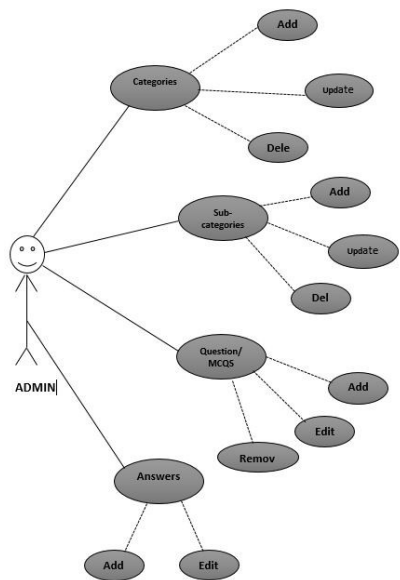 Add
Categories
Update
Dele
Add
Sub-
categories
Update
Del
Question/
MCQS
Add
ADMIN
Edit
Remov
Answers
Add
Edit